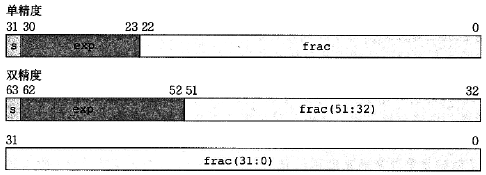 单精度
31 30 23 22 0
s exp frac
双精度
63 62 52 51 32
s exp frac(51:32)
31 0
frac(31:0)